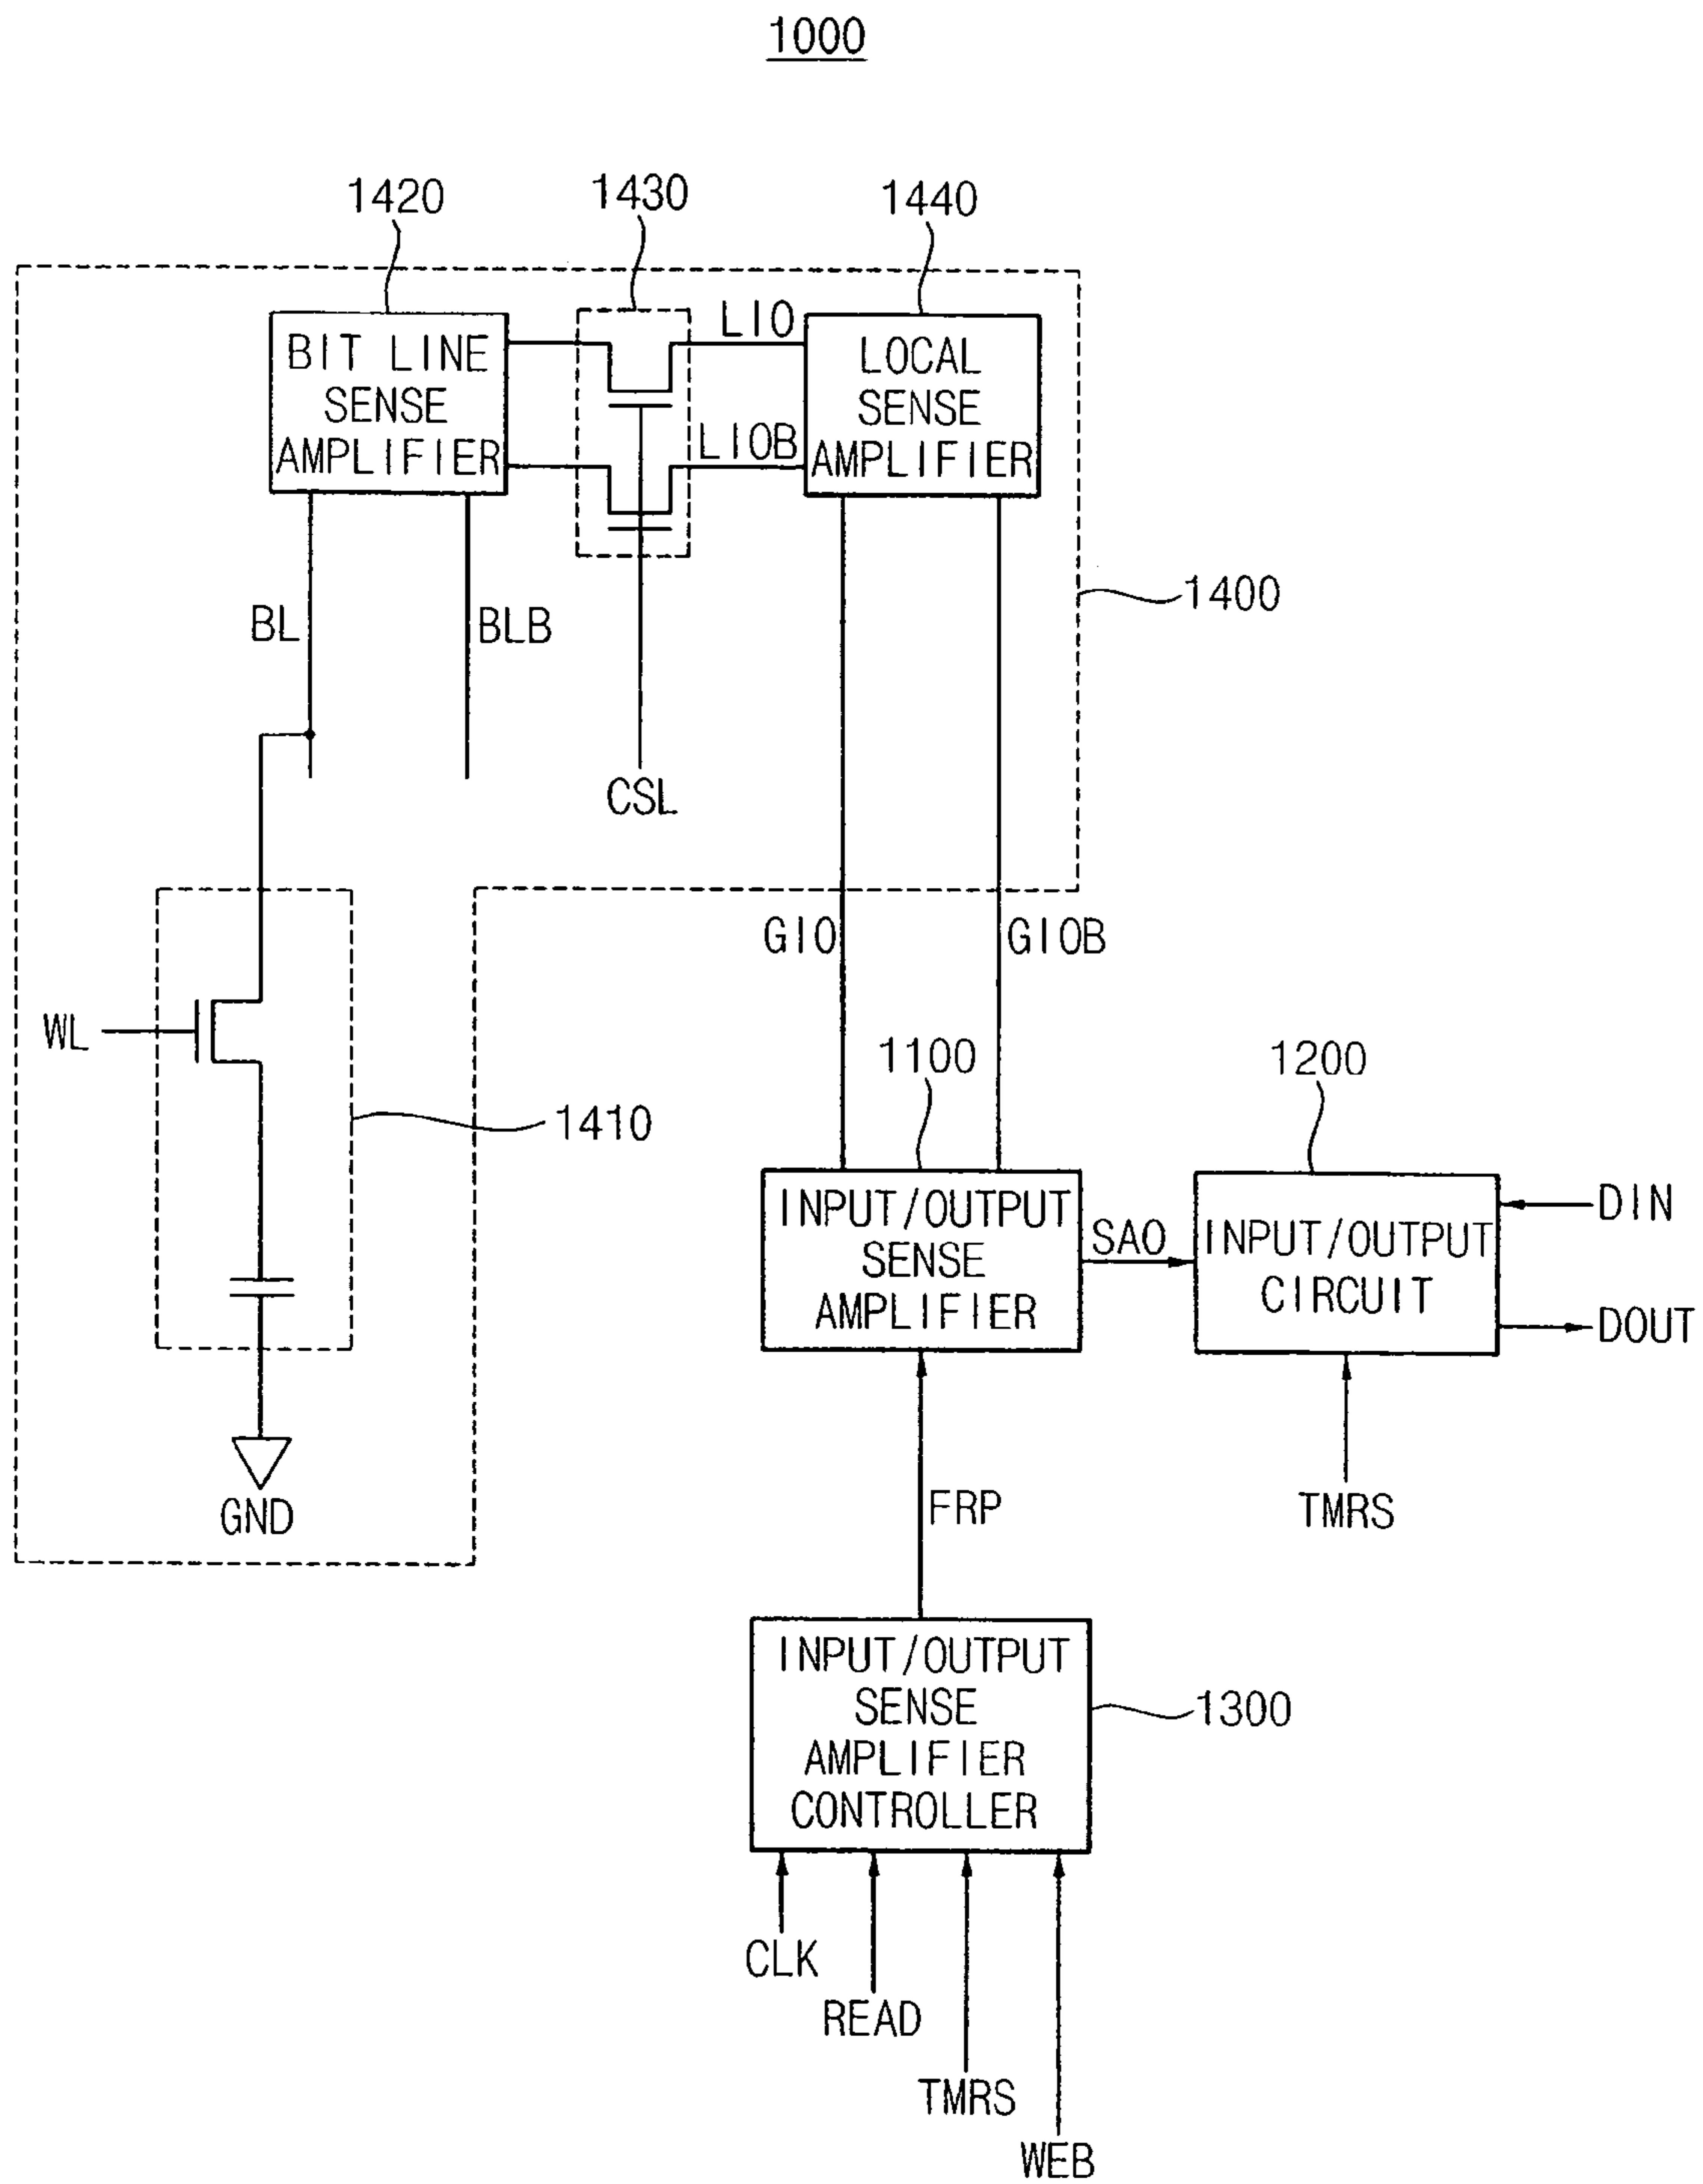 1000
1420
1430
1440
BIT LINE
SENSE
AMPLIFIER
LIO
LIOB
LOCAL
SENSE
AMPLIFIER
1400
BL
BLB
CSL
GIO
GIOB
WL
1410
1100
1200
INPUT/OUTPUT
SENSE
AMPLIFIER
SAO
INPUT/OUTPUT
CIRCUIT
DIN
DOUT
GND
FRP
TMRS
INPUT/OUTPUT
SENSE
AMPLIFIER
CONTROLLER
1300
CLK
READ
TMRS
WEB